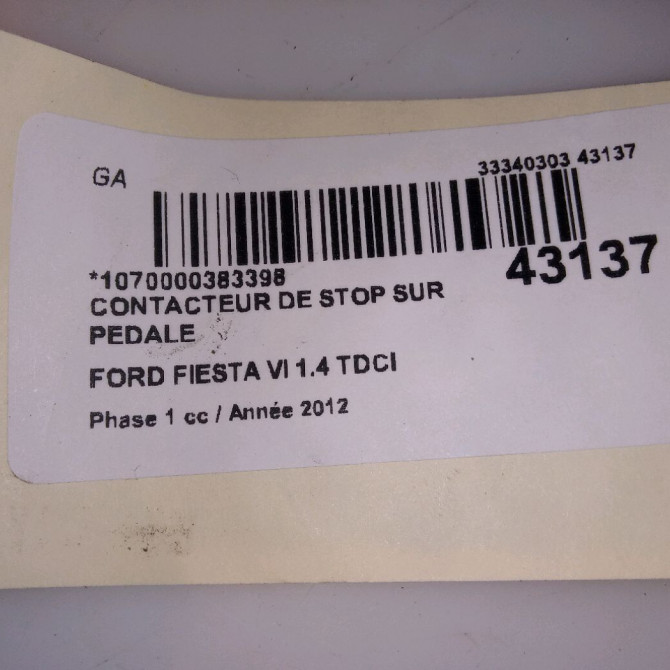 GA
33340303 43137
*1070000383398
43137
CONTACTEUR DE STOP SUR
PEDALE
FORD FIESTA VI 1.4 TDCI
Phase 1 cc / Année 2012